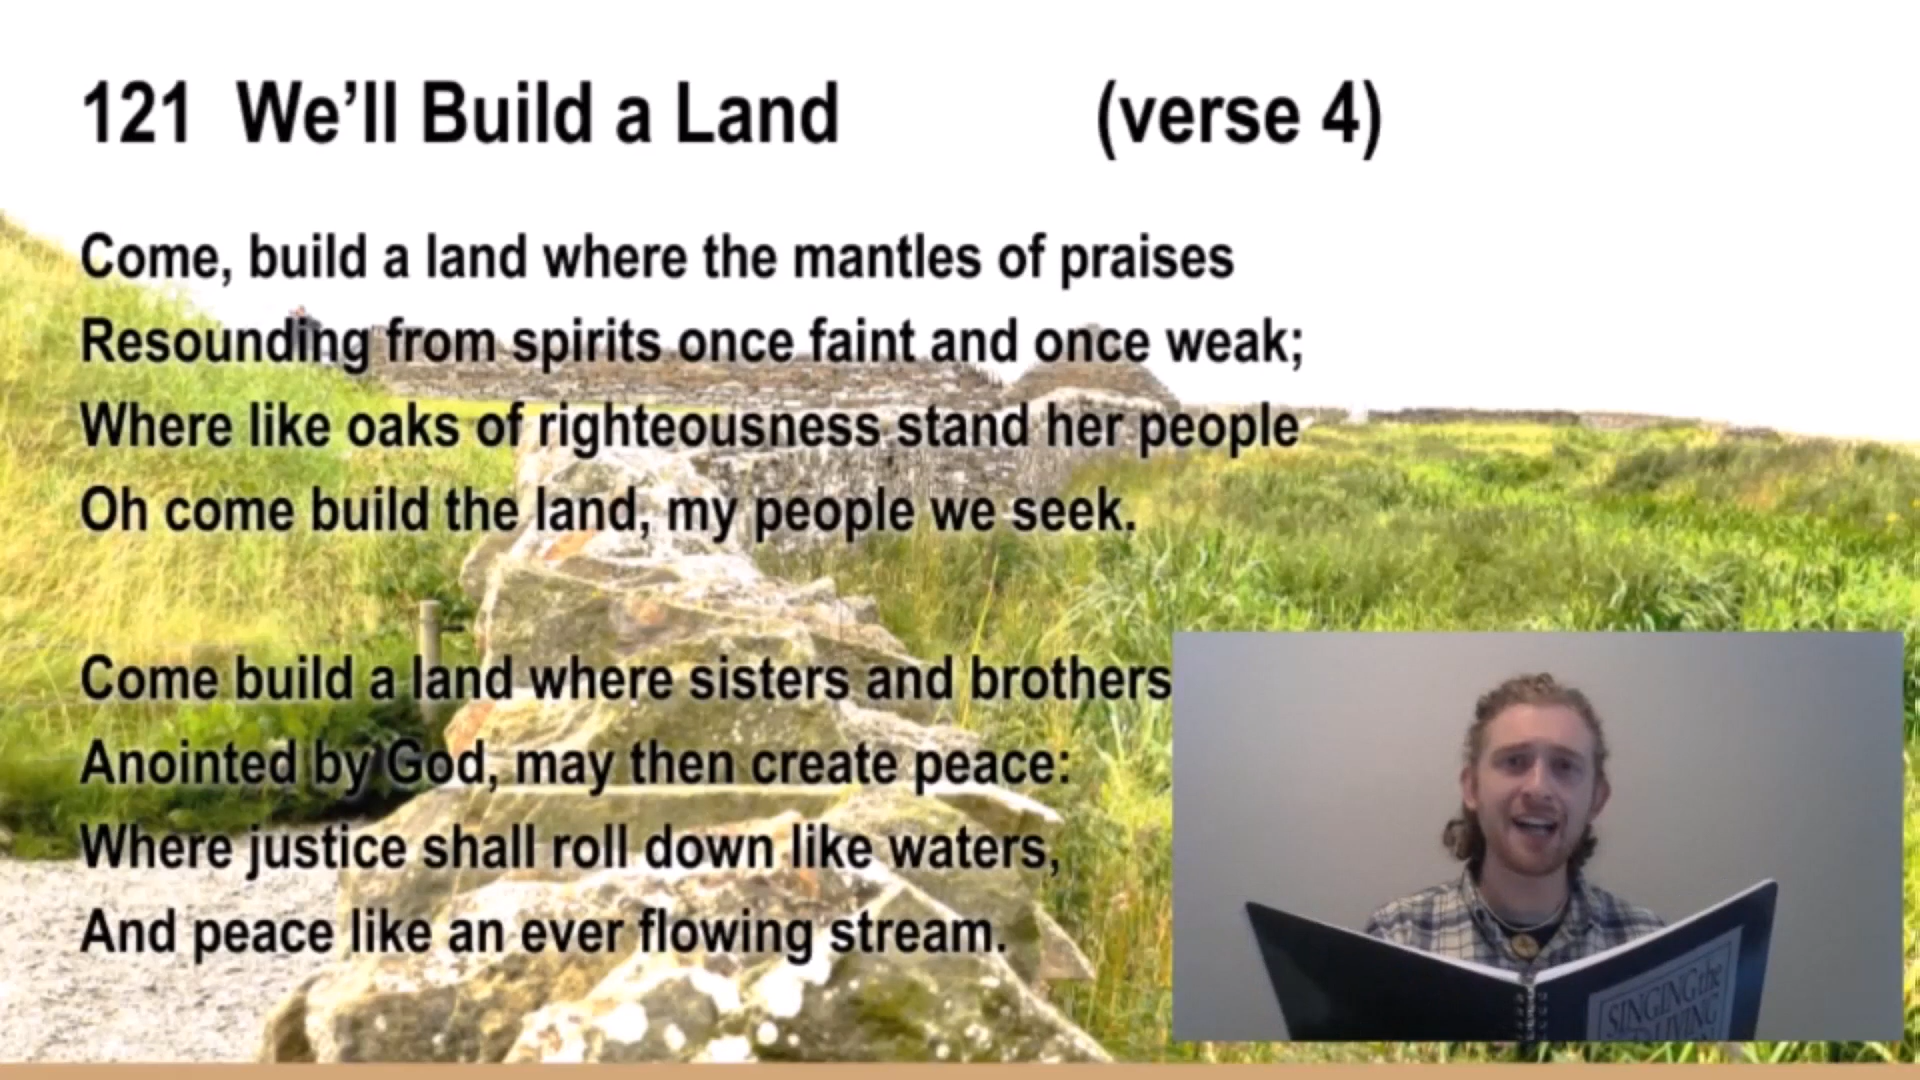 121 We’ll Build a Land (verse 4)
Come, build a land where the mantles of praises
Resounding from spirits once faint and once weak;
Where like oaks of righteousness stand her people
Oh come build the land, my people we seek.
Come build a land where sisters and brothers
Anointed by God, may then create peace:
Where justice shall roll down like waters,
And peace like an ever flowing stream.
SINGING the
LIVING